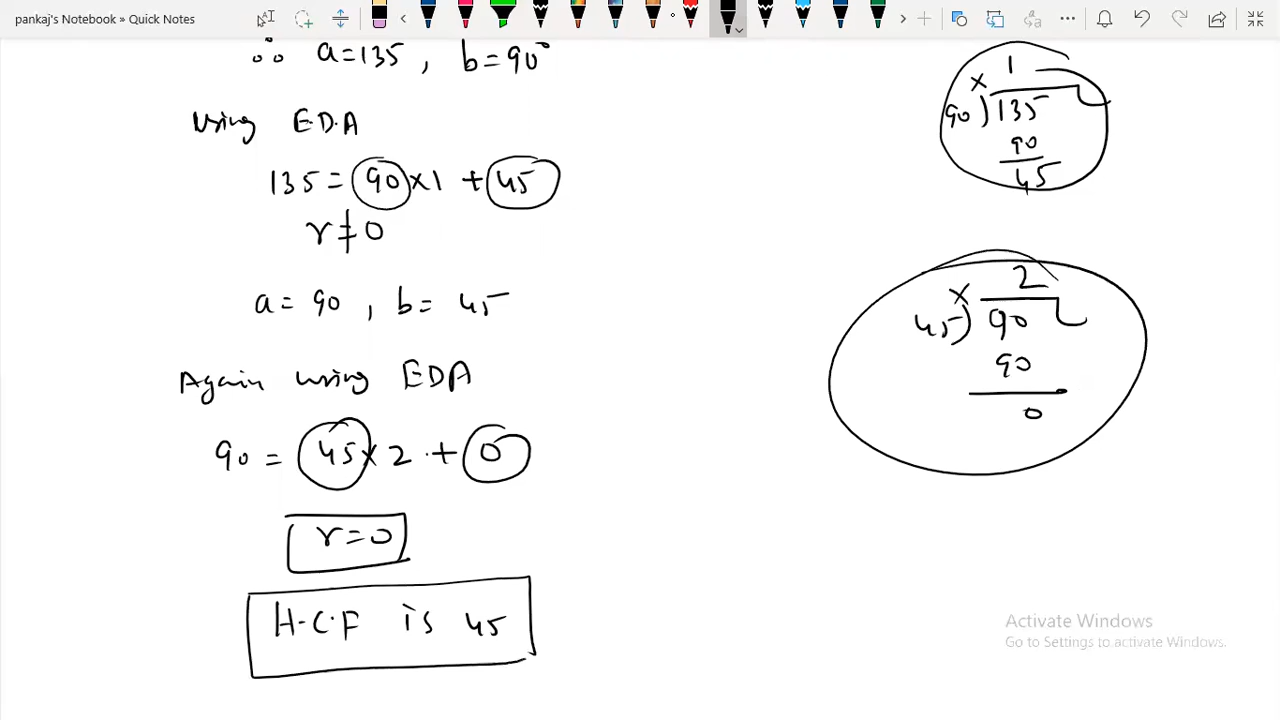 pankaj's Notebook » Quick Notes
∴ a=135 , b=90
Using E.D.A
135 = 90×1 + 45
r≠0
a= 90 , b= 45
Again using EDA
90 = 45×2 + 0
r=0
H.C.F is 45
1
×
90) 135
90
45
2
×
45) 90
90
0
Activate Windows
Go to Settings to activate Windows.